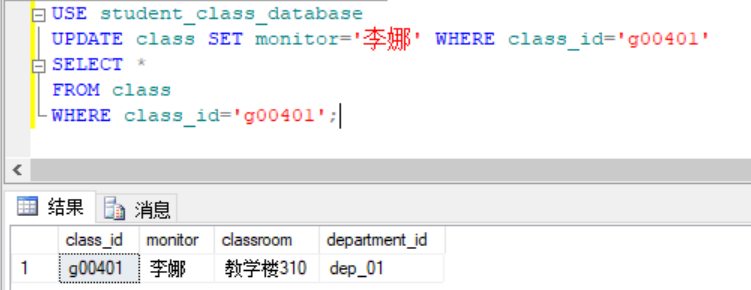 USE student_class_database
UPDATE class SET monitor='李娜' WHERE class_id='g00401'
SELECT *
FROM class
WHERE class_id='g00401';
结果 消息
class_id monitor classroom department_id
1 g00401 李娜 教学楼310 dep_01